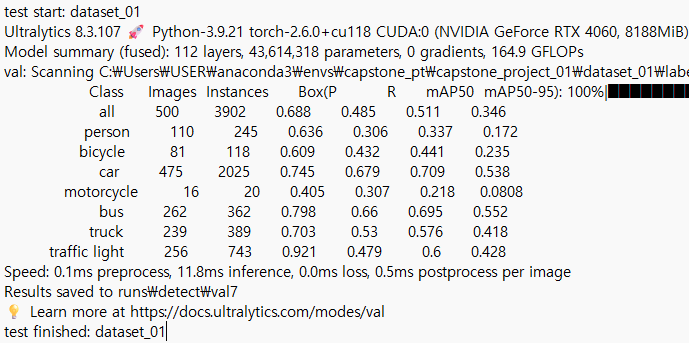 test start: dataset_01
Ultralytics 8.3.107 🚀 Python-3.9.21 torch-2.6.0+cu118 CUDA:0 (NVIDIA GeForce RTX 4060, 8188MiB)
Model summary (fused): 112 layers, 43,614,318 parameters, 0 gradients, 164.9 GFLOPs
val: Scanning C:₩Users₩USER₩anaconda3₩envs₩capstone_pt₩capstone_project_01₩dataset_01₩labe
Class Images Instances Box(P R mAP50 mAP50-95): 100%|
all 500 3902 0.688 0.485 0.511 0.346
person 110 245 0.636 0.306 0.337 0.172
bicycle 81 118 0.609 0.432 0.441 0.235
car 475 2025 0.745 0.679 0.709 0.538
motorcycle 16 20 0.405 0.307 0.218 0.0808
bus 262 362 0.798 0.66 0.695 0.552
truck 239 389 0.703 0.53 0.576 0.418
traffic light 256 743 0.921 0.479 0.6 0.428
Speed: 0.1ms preprocess, 11.8ms inference, 0.0ms loss, 0.5ms postprocess per image
Results saved to runs₩detect₩val7
💡 Learn more at https://docs.ultralytics.com/modes/val
test finished: dataset_01